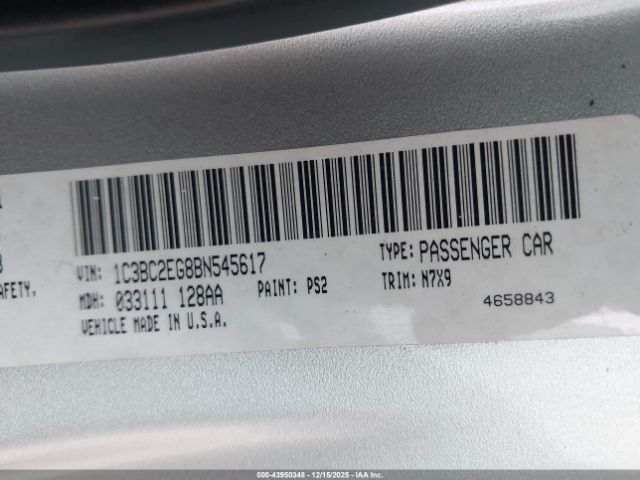 VIN: 1C3BC2EG8BN545617 TYPE: PASSENGER CAR
MDH: 033111 128AA PAINT: PS2 TRIM: N7X9
AFETY,
VEHICLE MADE IN U.S.A. 4658843
000-43950348 - 12/15/2025 - IAA Inc.